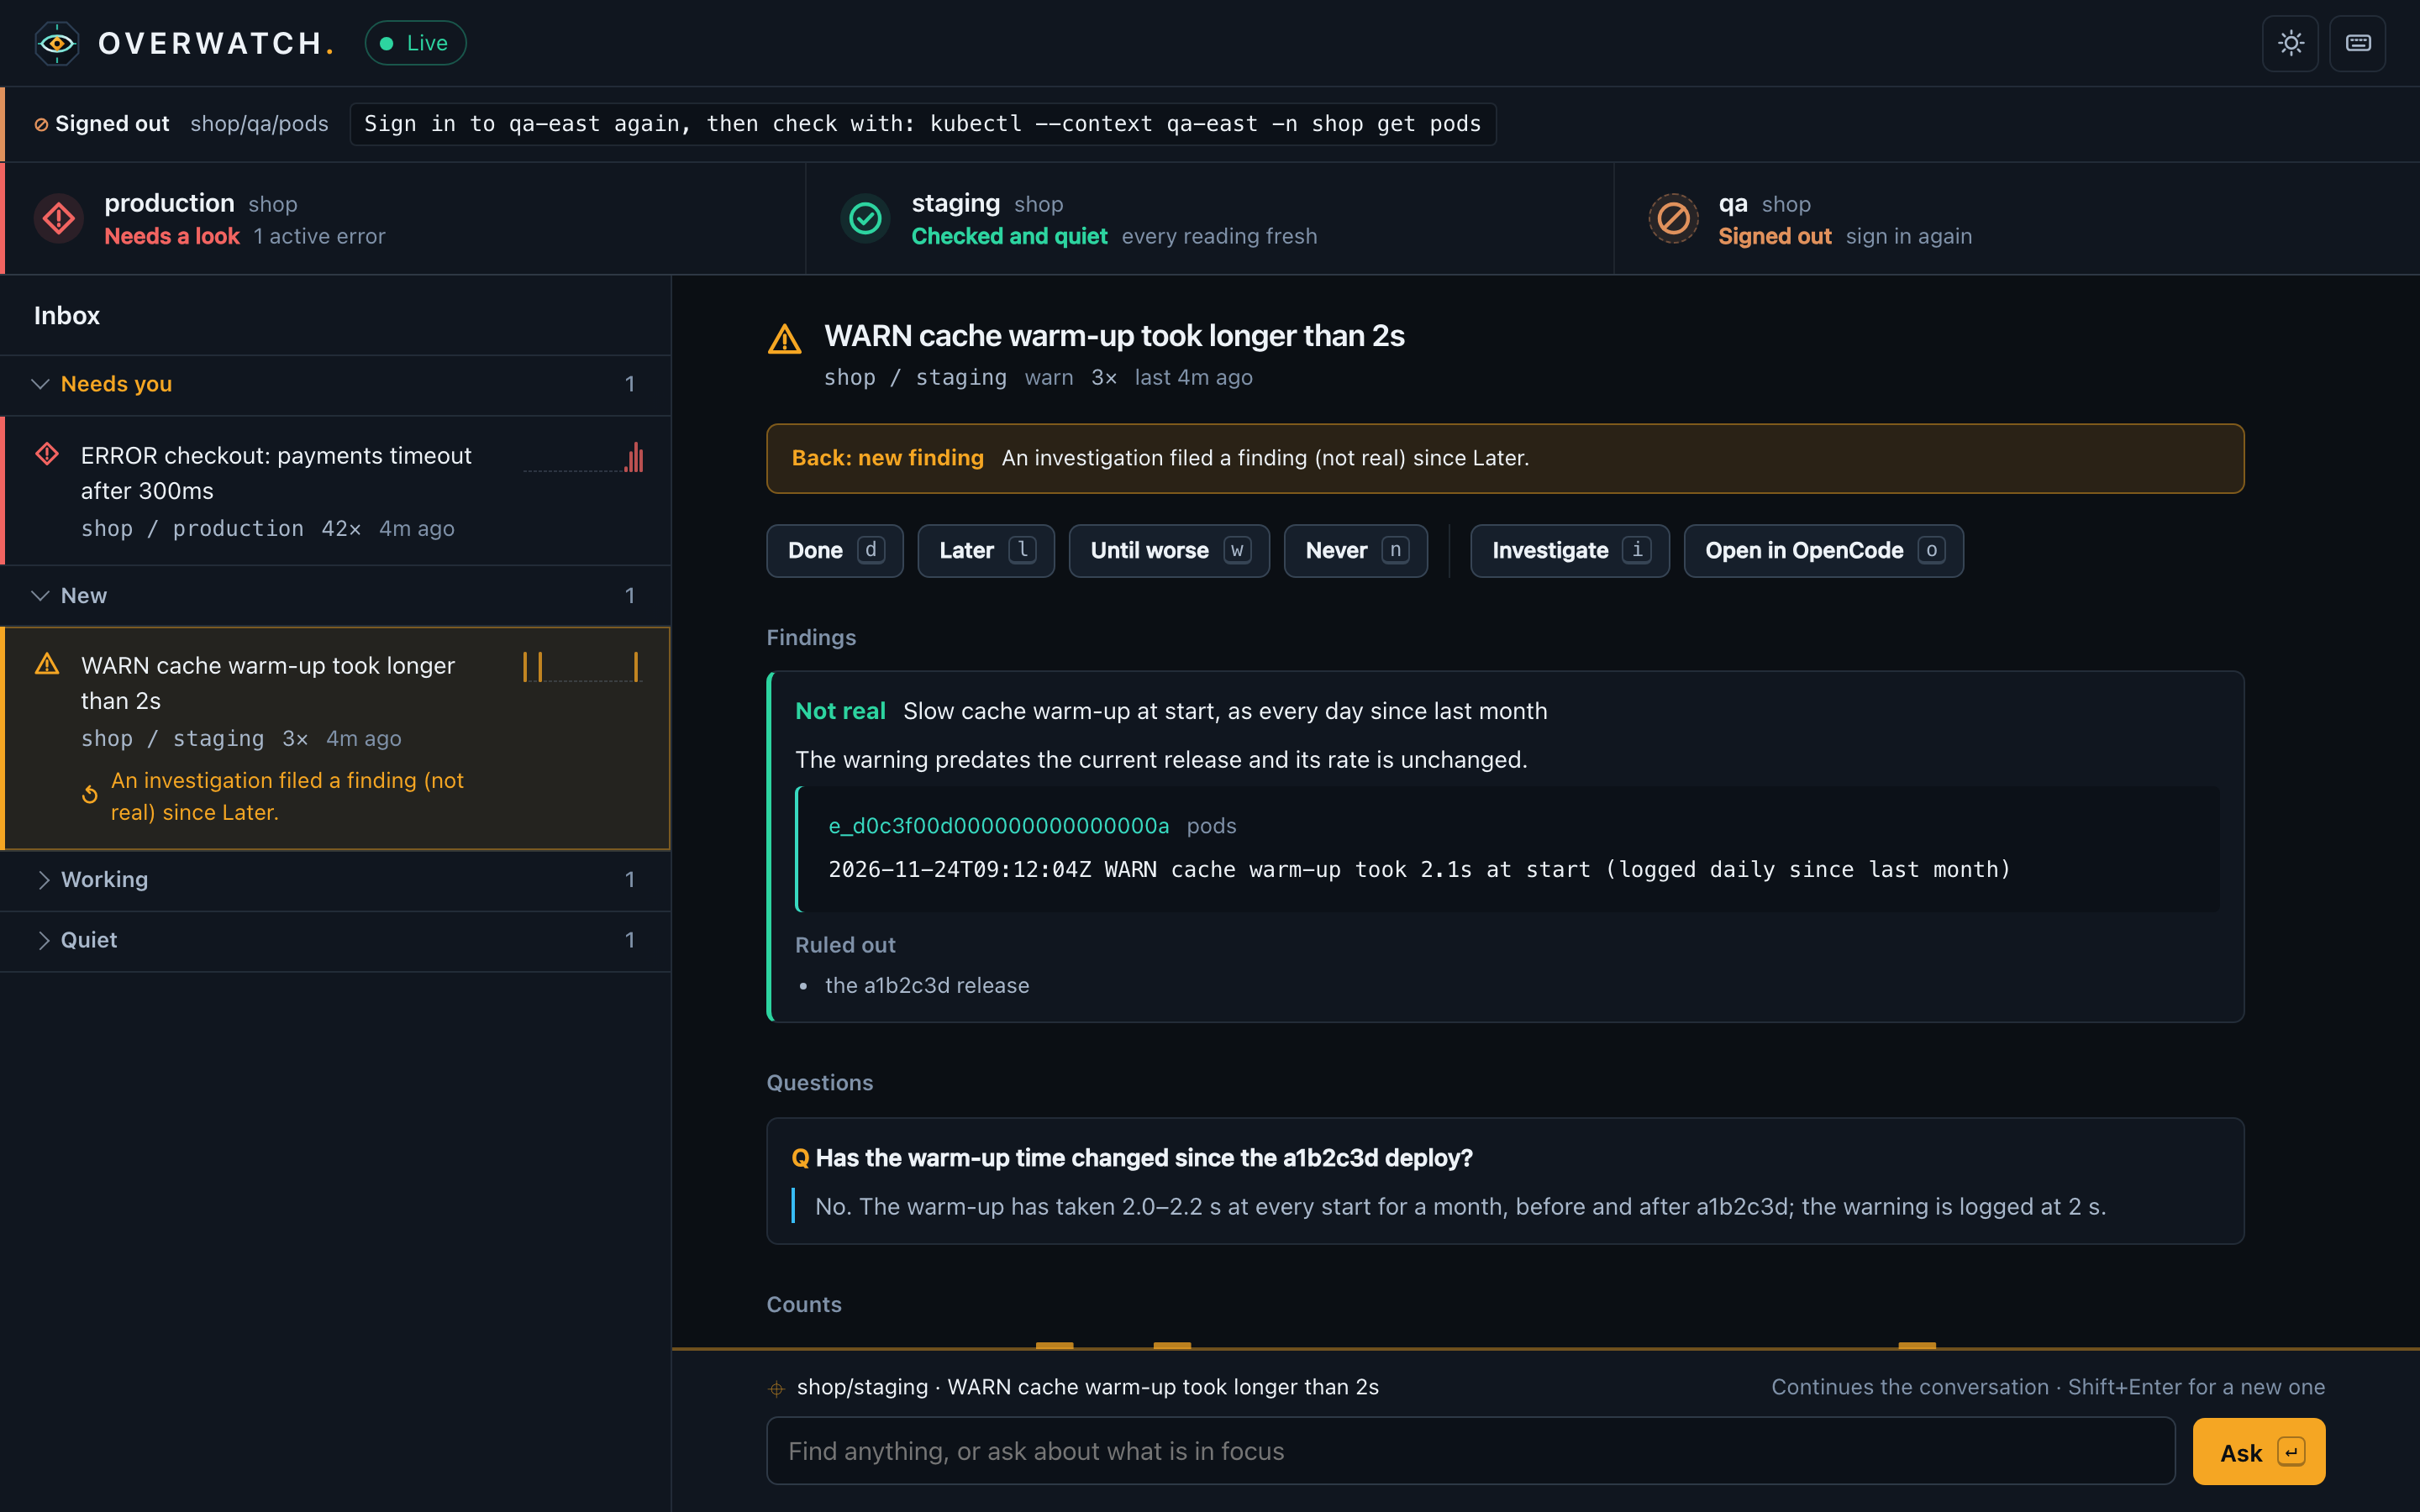 OVERWATCH.
Live
Signed out shop/qa/pods Sign in to qa-east again, then check with: kubectl --context qa-east -n shop get pods
production shop
Needs a look 1 active error
staging shop
Checked and quiet every reading fresh
qa shop
Signed out sign in again
Inbox
Needs you 1
ERROR checkout: payments timeout
after 300ms
shop / production 42× 4m ago
New 1
WARN cache warm-up took longer
than 2s
shop / staging 3× 4m ago
An investigation filed a finding (not
real) since Later.
Working 1
Quiet 1
WARN cache warm-up took longer than 2s
shop / staging warn 3× last 4m ago
Back: new finding An investigation filed a finding (not real) since Later.
Done d Later l Until worse w Never n Investigate i Open in OpenCode o
Findings
Not real Slow cache warm-up at start, as every day since last month
The warning predates the current release and its rate is unchanged.
e_d0c3f00d000000000000000a pods
2026-11-24T09:12:04Z WARN cache warm-up took 2.1s at start (logged daily since last month)
Ruled out
• the a1b2c3d release
Questions
Q Has the warm-up time changed since the a1b2c3d deploy?
No. The warm-up has taken 2.0–2.2 s at every start for a month, before and after a1b2c3d; the warning is logged at 2 s.
Counts
shop/staging · WARN cache warm-up took longer than 2s
Continues the conversation · Shift+Enter for a new one
Find anything, or ask about what is in focus
Ask ↵